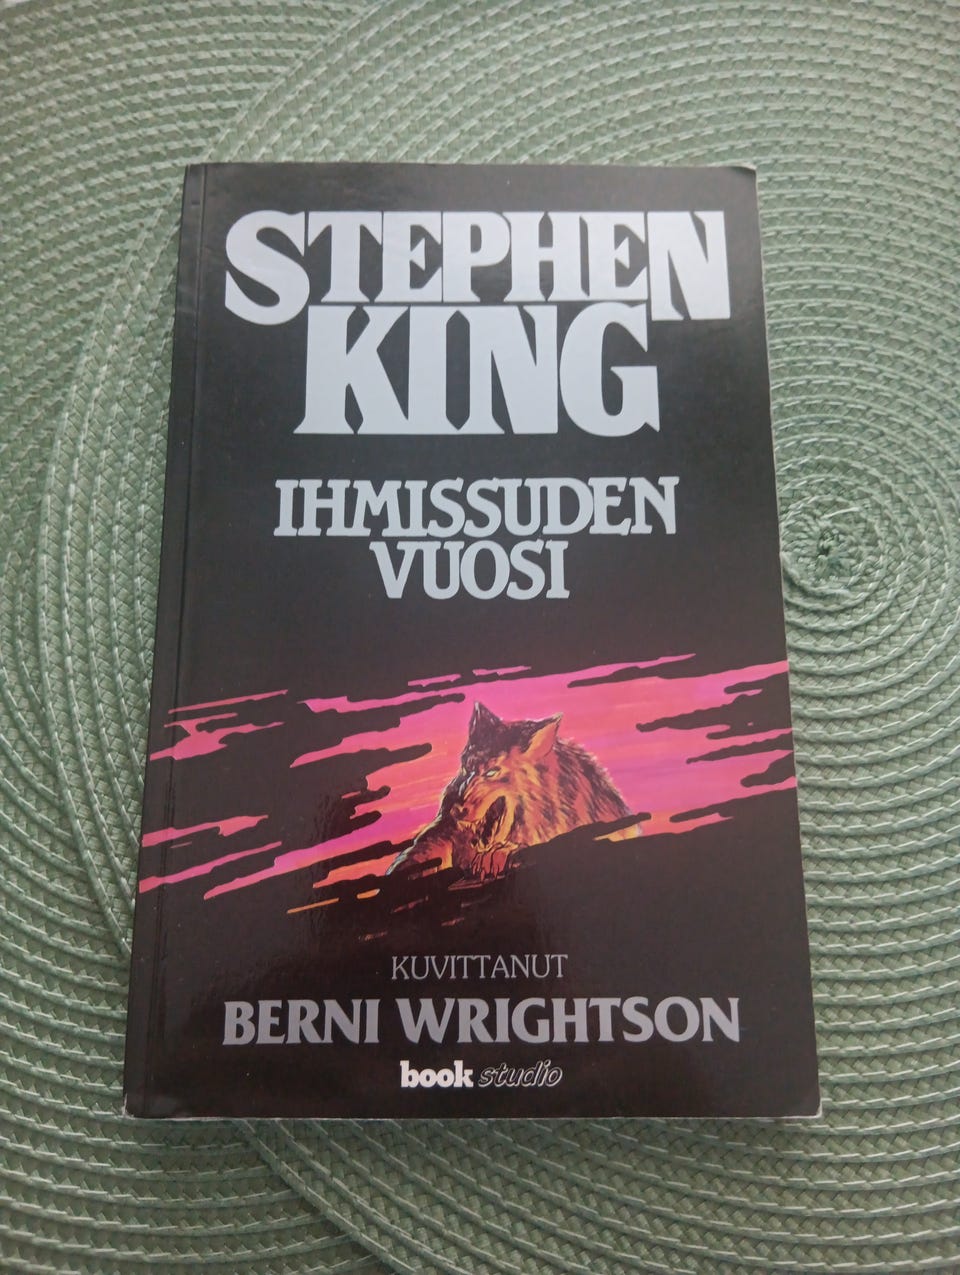 STEPHEN
KING
IHMISSUDEN
VUOSI
KUVITTANUT
BERNI WRIGHTSON
book studio